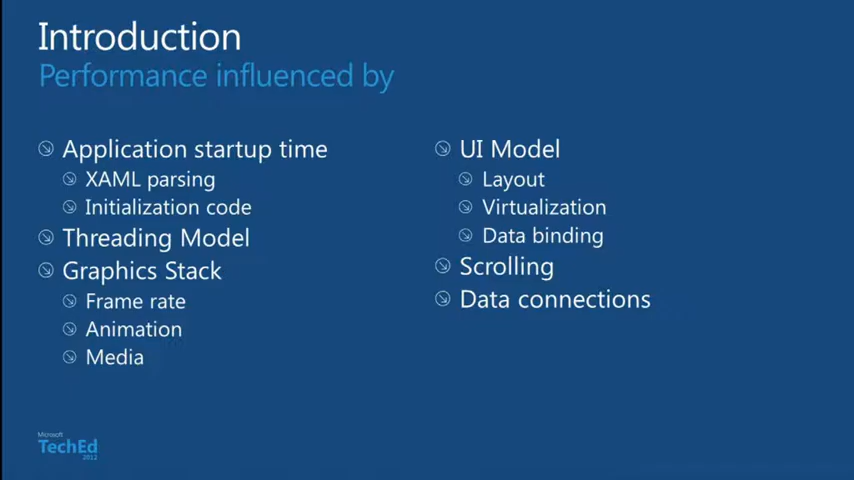 Introduction
Performance influenced by
Application startup time
XAML parsing
Initialization code
Threading Model
Graphics Stack
Frame rate
Animation
Media
UI Model
Layout
Virtualization
Data binding
Scrolling
Data connections
Microsoft
TechEd
2012